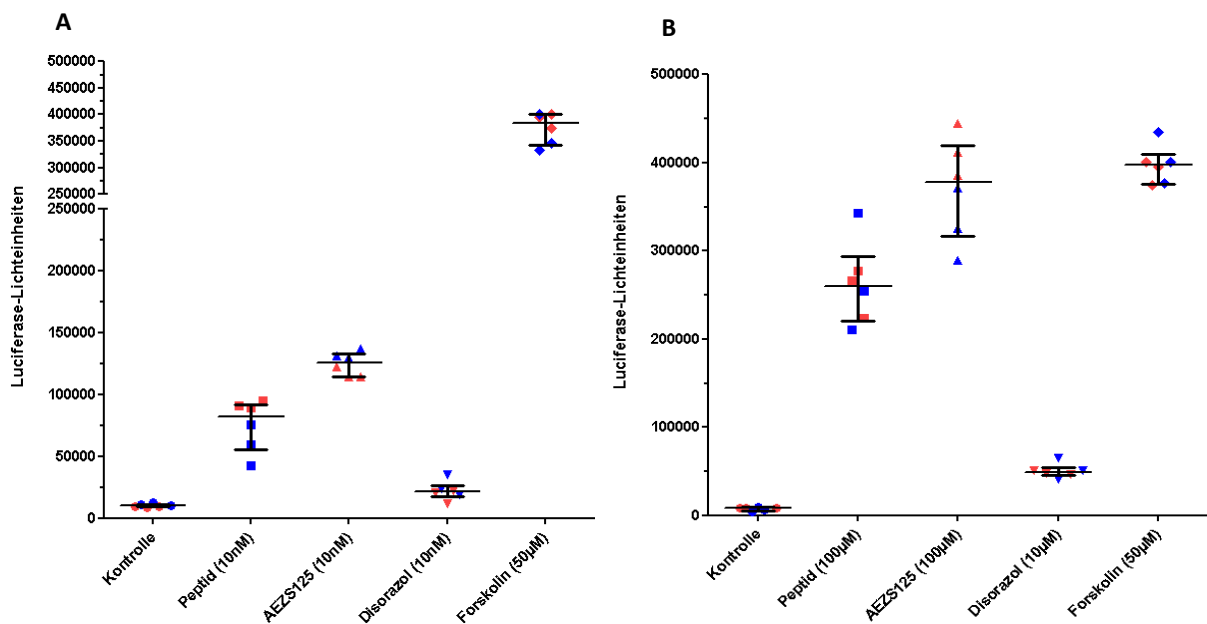 A
500000
450000
400000
350000
300000
250000
250000
200000
150000
100000
50000
0
Luciferase-Lichteinheiten
Kontrolle
Peptid (10nM)
AEZS125 (10nM)
Disorazol (10nM)
Forskolin (50µM)
B
500000
400000
300000
200000
100000
0
Luciferase-Lichteinheiten
Kontrolle
Peptid (100µM)
AEZS125 (100µM)
Disorazol (10µM)
Forskolin (50µM)